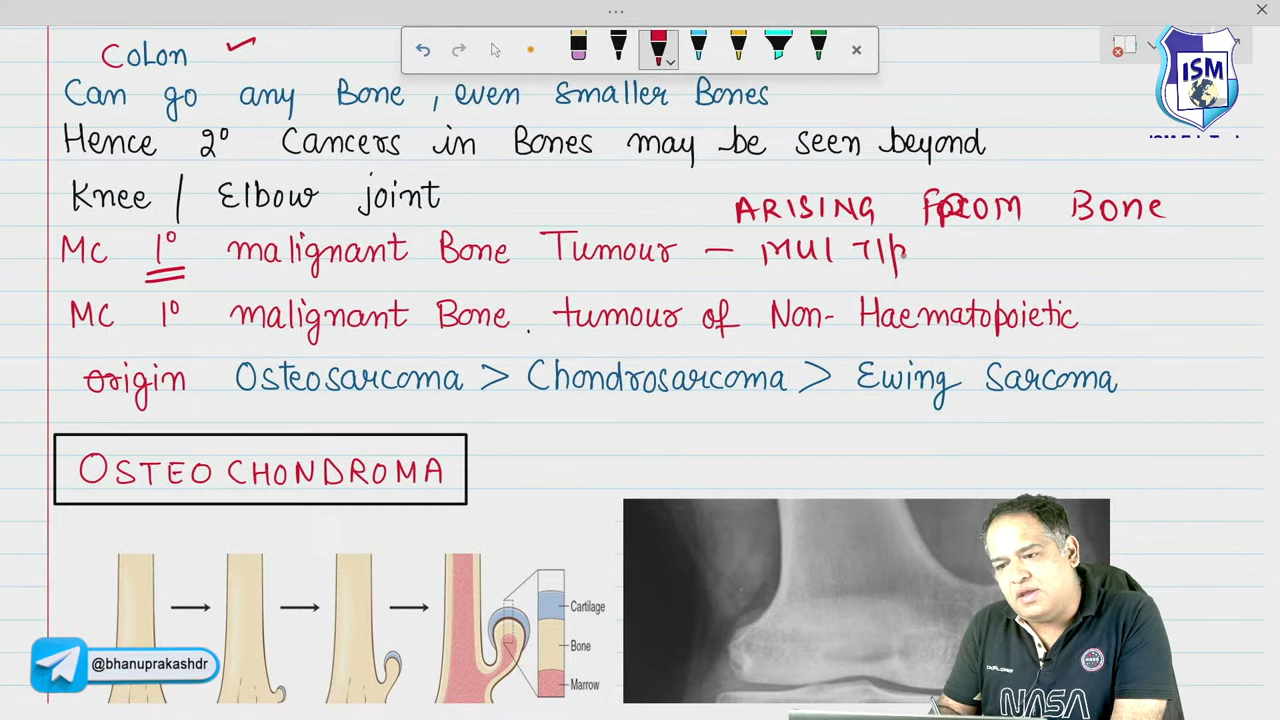 Colon
ISM
Can go any Bone, even smaller Bones
Hence 2° Cancers in Bones may be seen beyond
Knee / Elbow joint
ARISING FROM BONE
Mc 1° malignant Bone Tumour - MULTIP
MC 1° malignant Bone tumour of Non-Haematopoietic
origin Osteosarcoma > Chondrosarcoma > Ewing Sarcoma
OSTEOCHONDROMA
Cartilage
Bone
Marrow
@bhanuprakashdr
EXPLORER
NASA